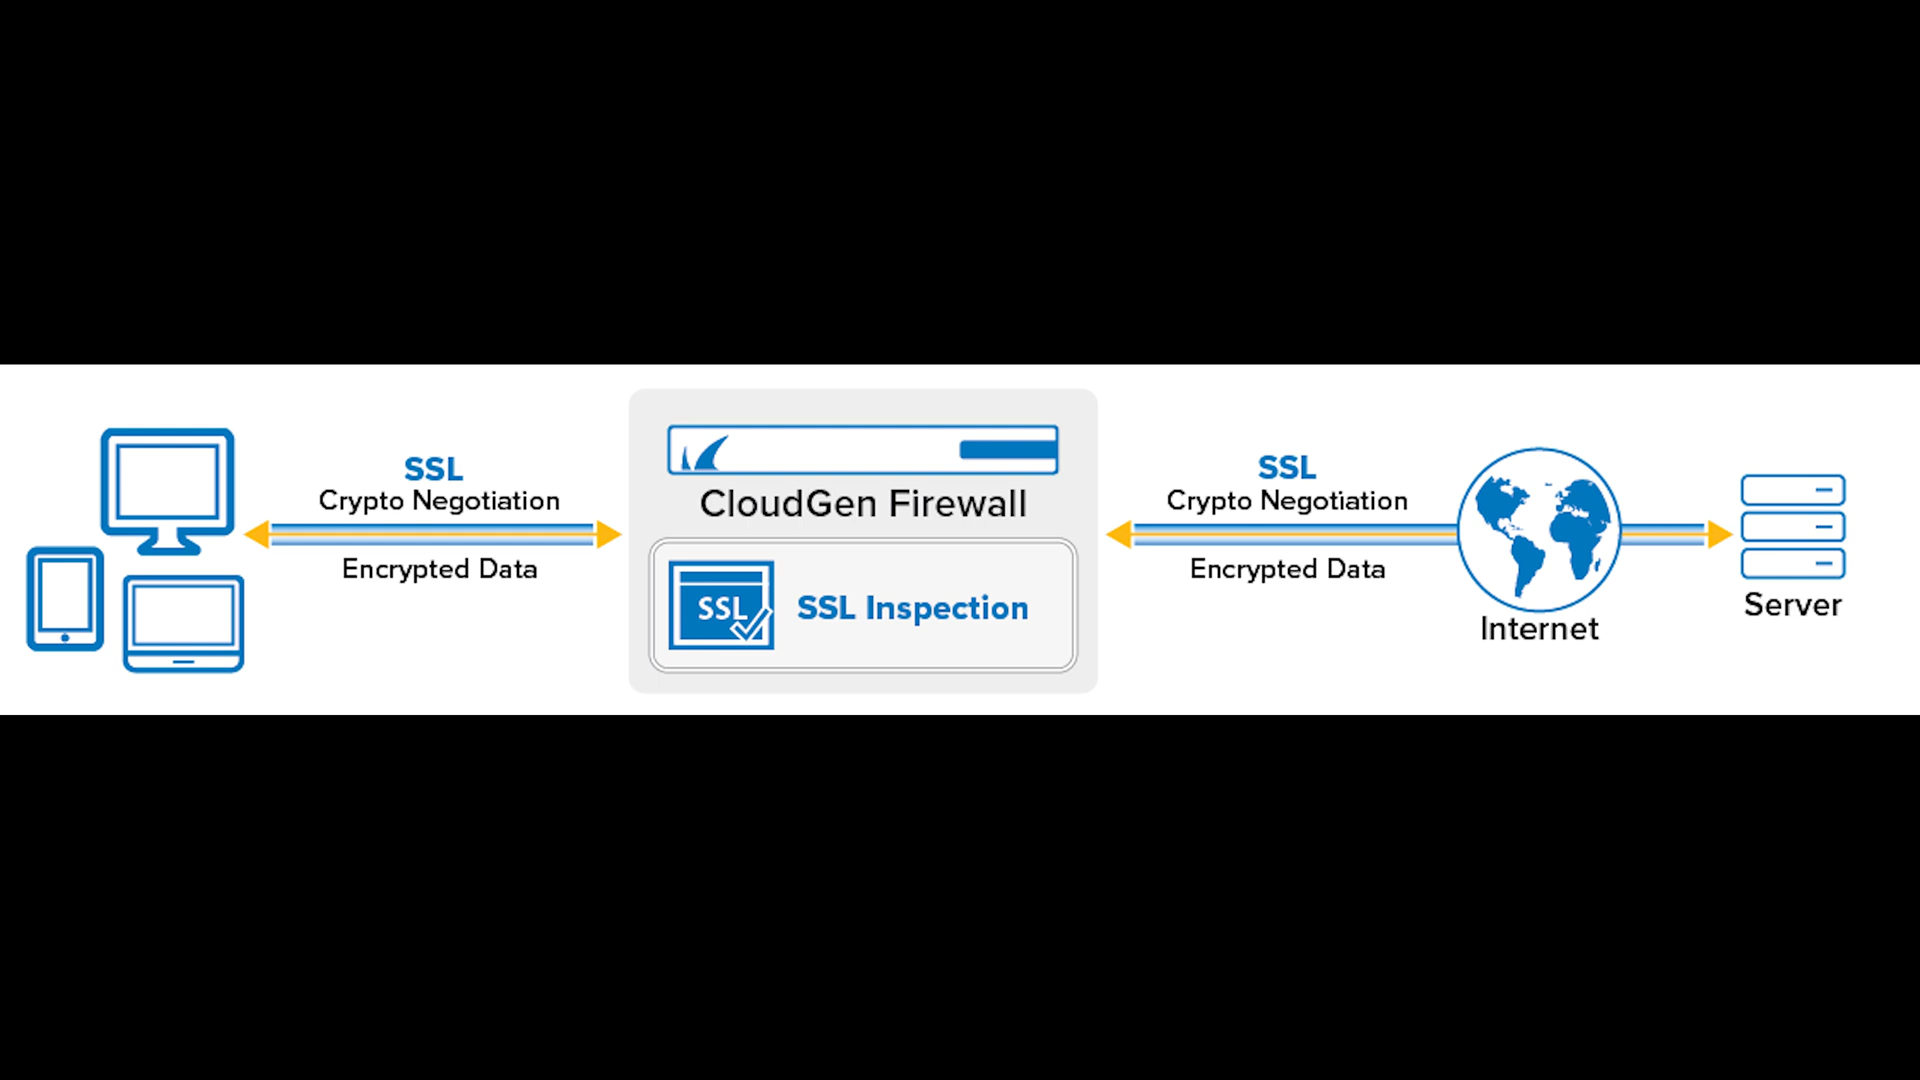 SSL
Crypto Negotiation
Encrypted Data
CloudGen Firewall
SSL
SSL Inspection
SSL
Crypto Negotiation
Encrypted Data
Internet
Server